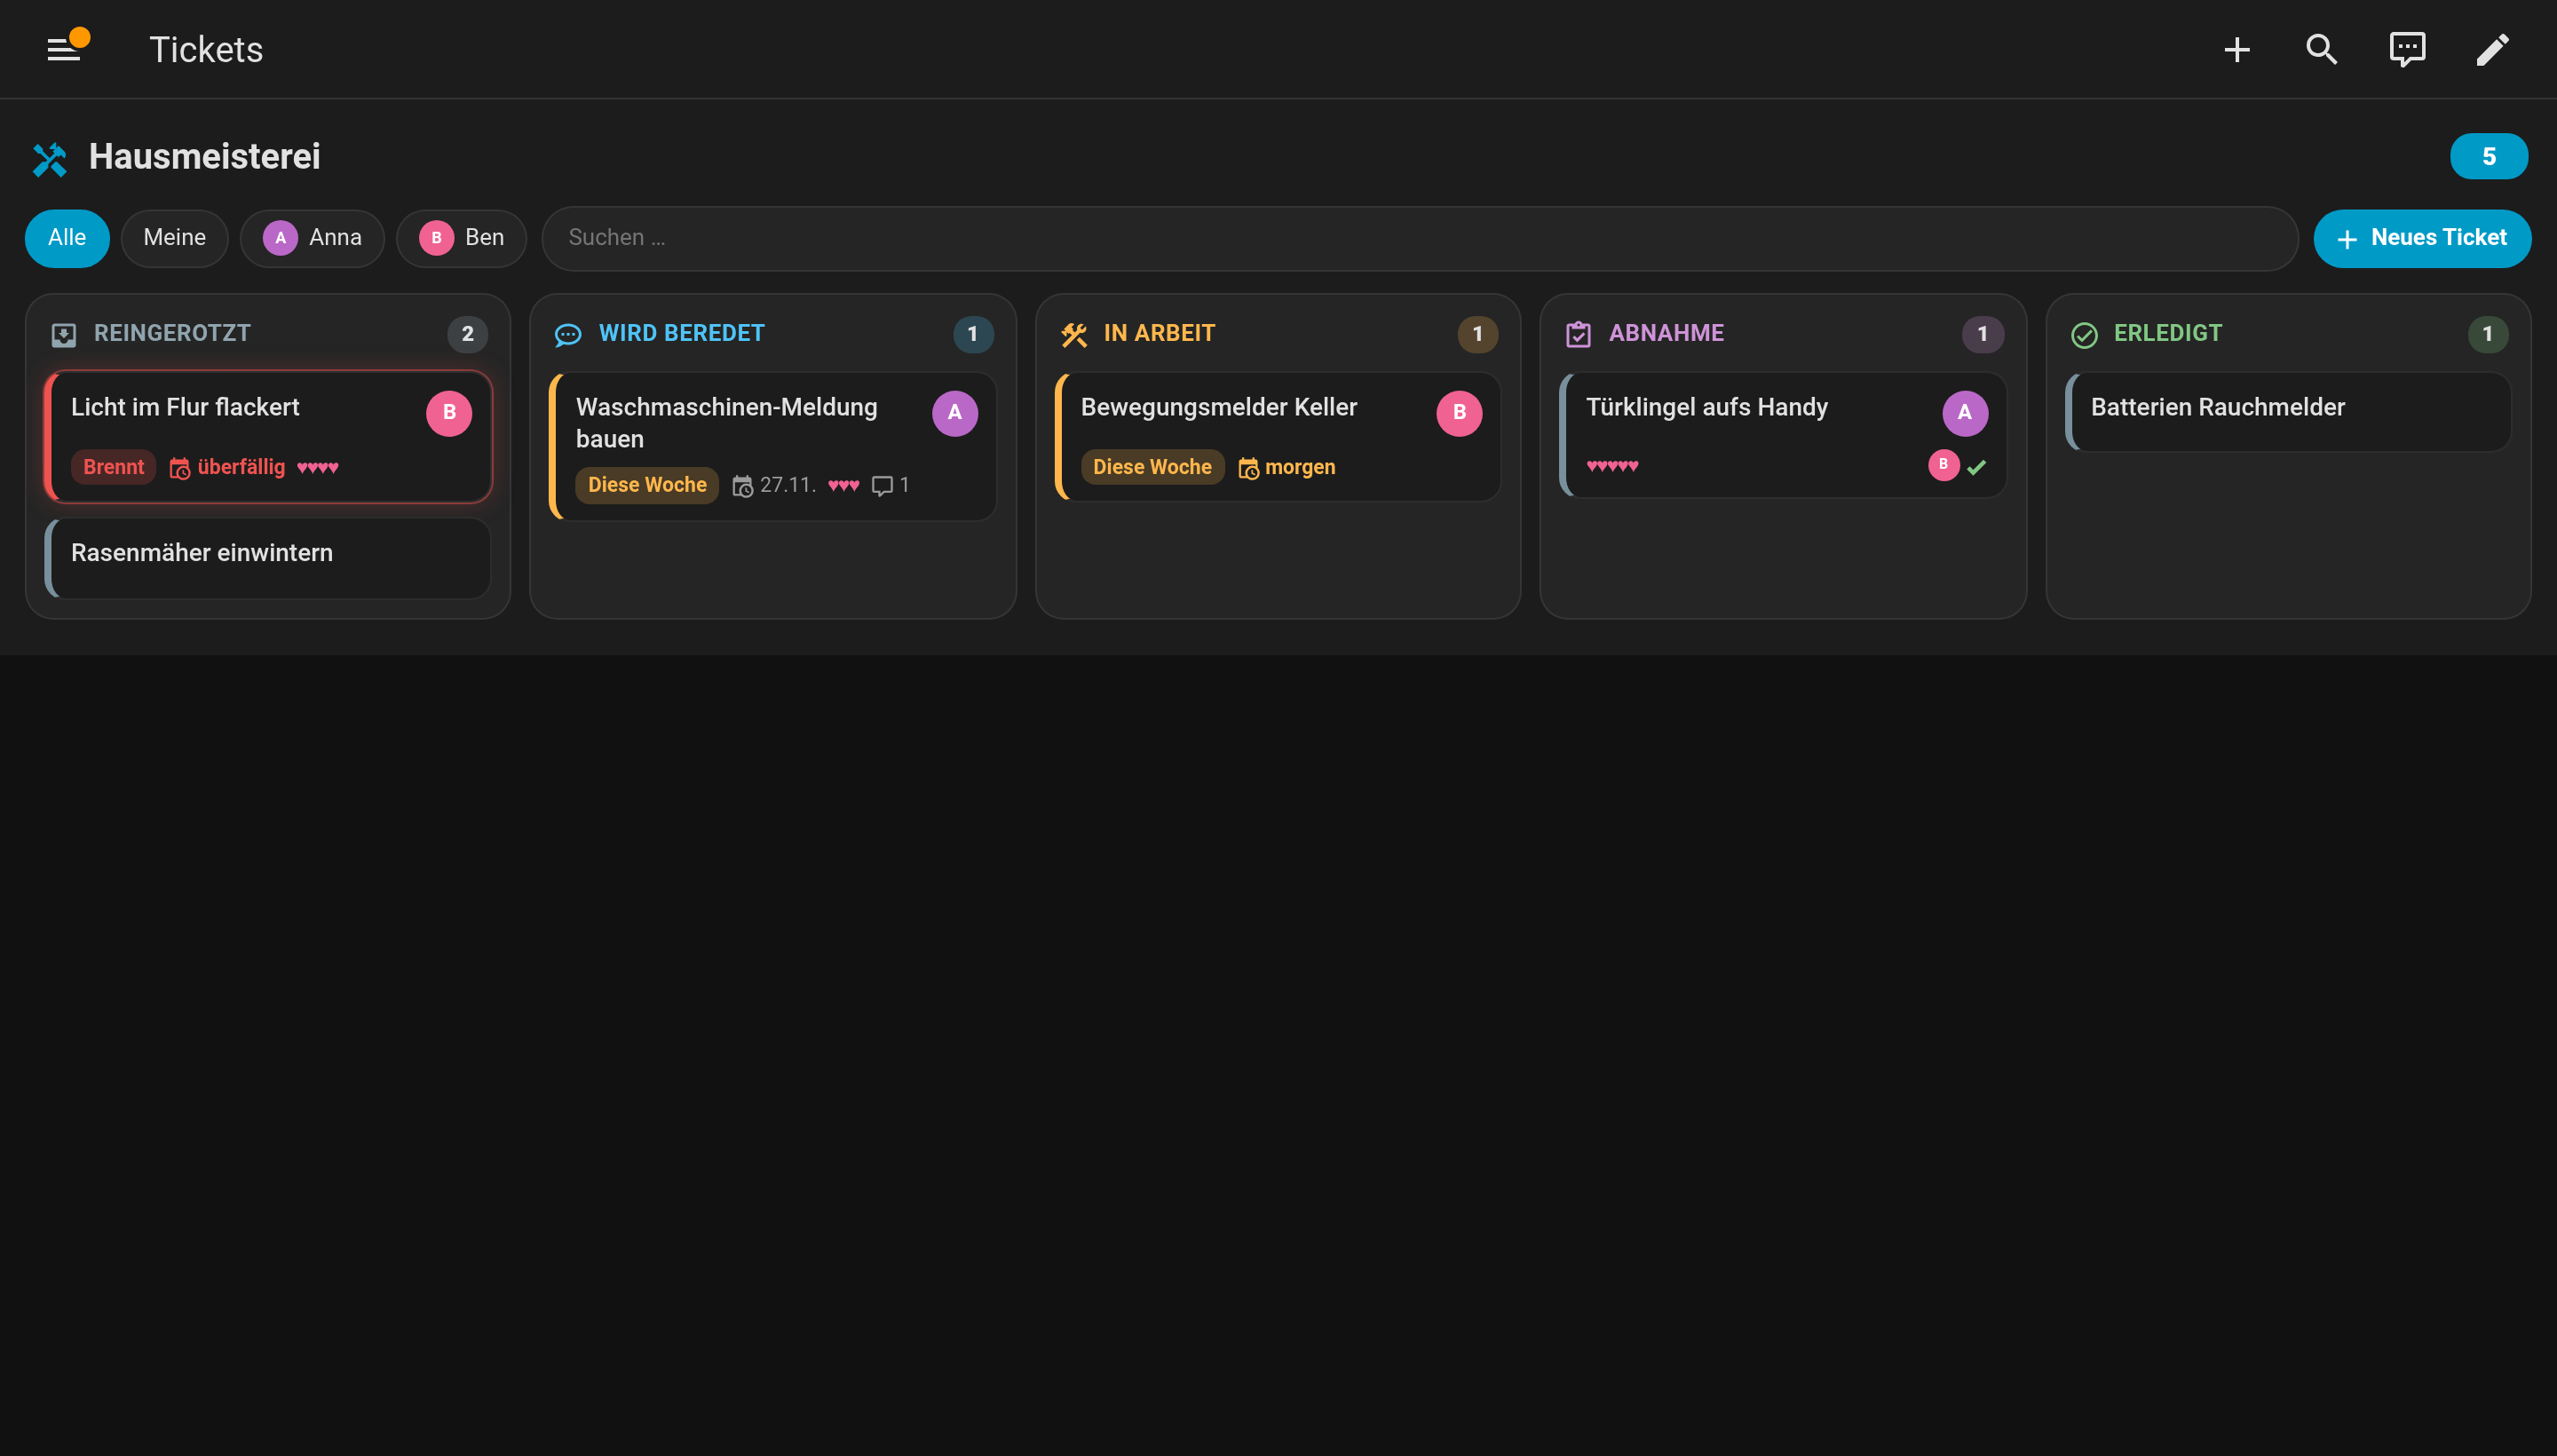 Tickets
Hausmeisterei
5
Alle
Meine
A Anna
B Ben
Suchen ...
+ Neues Ticket
REINGEROTZT 2
Licht im Flur flackert B
Brennt überfällig ♥♥♥♥
Rasenmäher einwintern
WIRD BEREDET 1
Waschmaschinen-Meldung A
bauen
Diese Woche 27.11. ♥♥♥ 1
IN ARBEIT 1
Bewegungsmelder Keller B
Diese Woche morgen
ABNAHME 1
Türklingel aufs Handy A
♥♥♥♥♥ B
ERLEDIGT 1
Batterien Rauchmelder